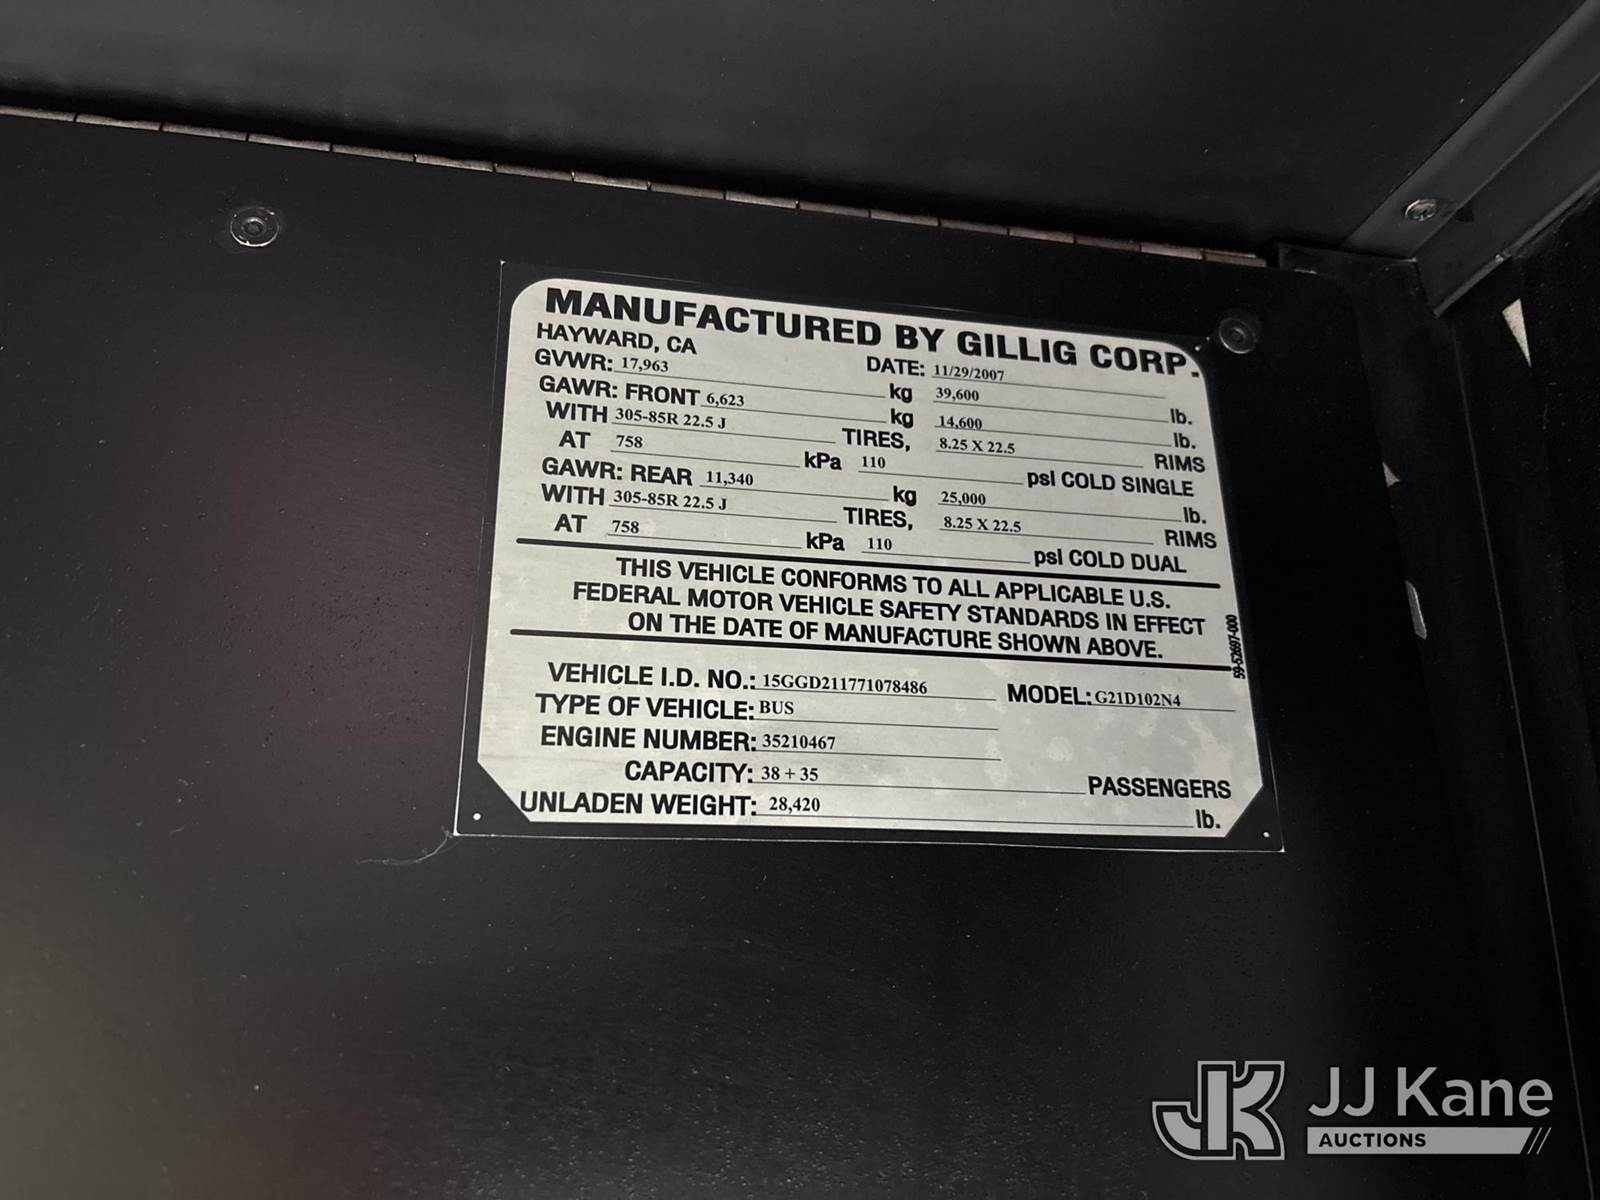 MANUFACTURED BY GILLIG CORP.
HAYWARD, CA DATE: 11/29/2007
GVWR: 17,963 kg 39,600 lb.
GAWR: FRONT 6,623 kg 14,600 lb.
WITH 305-85R 22.5 J TIRES, 8.25 X 22.5 RIMS
AT 758 kPa 110 psi COLD SINGLE
GAWR: REAR 11,340 kg 25,000 lb.
WITH 305-85R 22.5 J TIRES, 8.25 X 22.5 RIMS
AT 758 kPa 110 psi COLD DUAL
THIS VEHICLE CONFORMS TO ALL APPLICABLE U.S.
FEDERAL MOTOR VEHICLE SAFETY STANDARDS IN EFFECT
ON THE DATE OF MANUFACTURE SHOWN ABOVE.
59-52697-000
VEHICLE I.D. NO.: 15GGD211771078486 MODEL: G21D102N4
TYPE OF VEHICLE: BUS
ENGINE NUMBER: 35210467
CAPACITY: 38 + 35 PASSENGERS
UNLADEN WEIGHT: 28,420 lb.
JK JJ Kane
AUCTIONS